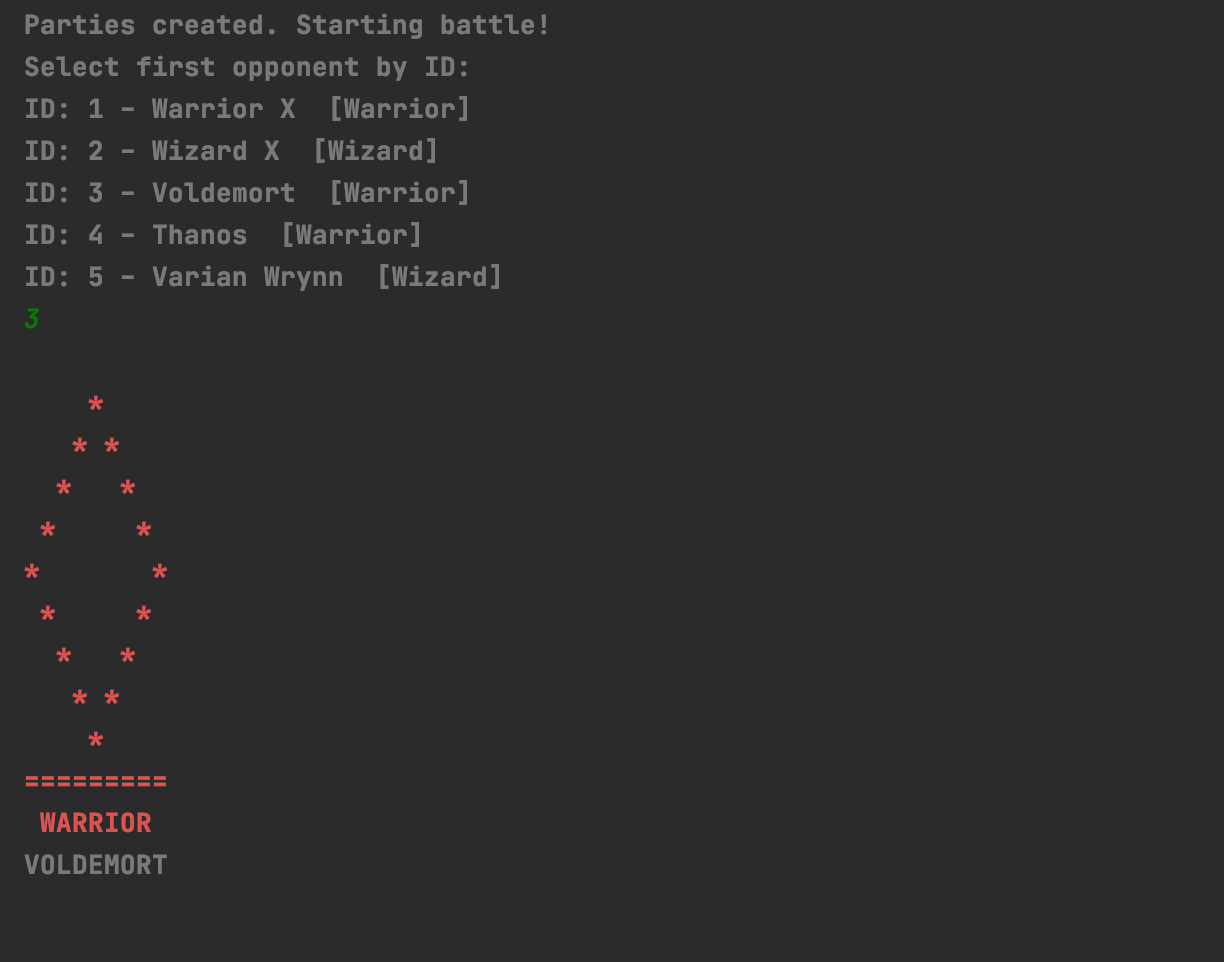 Parties created. Starting battle!
Select first opponent by ID:
ID: 1 - Warrior X  [Warrior]
ID: 2 - Wizard X  [Wizard]
ID: 3 - Voldemort  [Warrior]
ID: 4 - Thanos  [Warrior]
ID: 5 - Varian Wrynn  [Wizard]
3
    *
   * *
  *   *
 *     *
*       *
 *     *
  *   *
   * *
    *
=========
 WARRIOR
VOLDEMORT